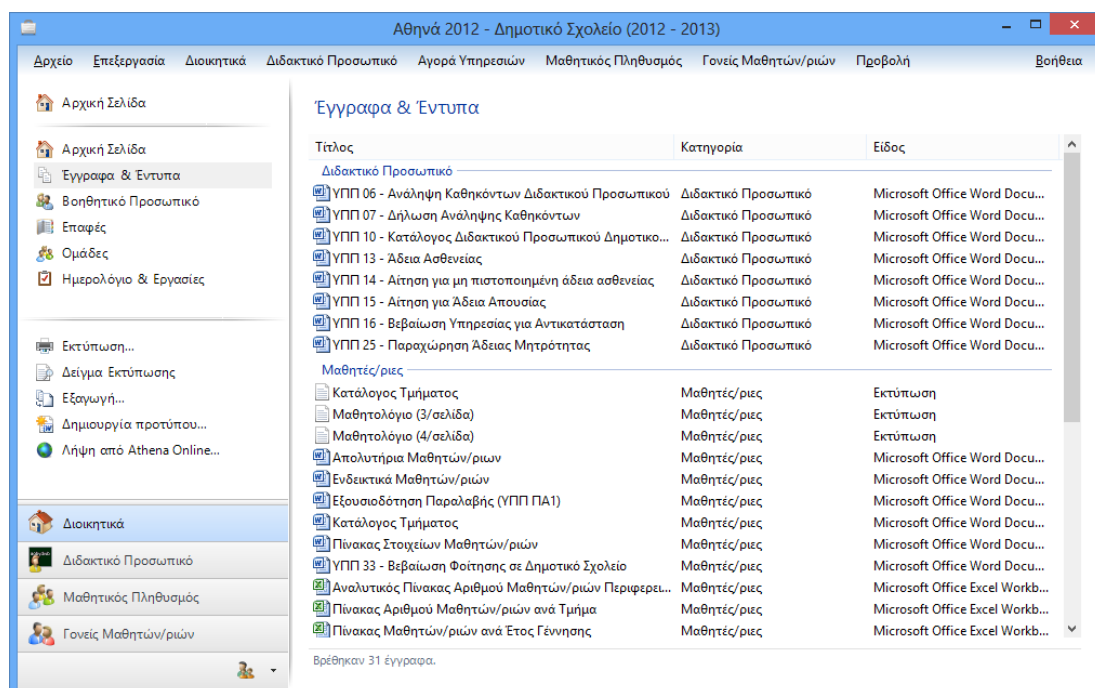 Αθηνά 2012 - Δημοτικό Σχολείο (2012 - 2013)
Αρχείο Επεξεργασία Διοικητικά Διδακτικό Προσωπικό Αγορά Υπηρεσιών Μαθητικός Πληθυσμός Γονείς Μαθητών/ριών Προβολή Βοήθεια
Αρχική Σελίδα
Αρχική Σελίδα
Έγγραφα & Έντυπα
Βοηθητικό Προσωπικό
Επαφές
Ομάδες
Ημερολόγιο & Εργασίες
Εκτύπωση...
Δείγμα Εκτύπωσης
Εξαγωγή...
Δημιουργία προτύπου...
Λήψη από Athena Online...
Διοικητικά
Διδακτικό Προσωπικό
Μαθητικός Πληθυσμός
Γονείς Μαθητών/ριών
Έγγραφα & Έντυπα
Τίτλος Κατηγορία Είδος
Διδακτικό Προσωπικό
ΥΠΠ 06 - Ανάληψη Καθηκόντων Διδακτικού Προσωπικού Διδακτικό Προσωπικό Microsoft Office Word Docu...
ΥΠΠ 07 - Δήλωση Ανάληψης Καθηκόντων Διδακτικό Προσωπικό Microsoft Office Word Docu...
ΥΠΠ 10 - Κατάλογος Διδακτικού Προσωπικού Δημοτικο... Διδακτικό Προσωπικό Microsoft Office Word Docu...
ΥΠΠ 13 - Άδεια Ασθενείας Διδακτικό Προσωπικό Microsoft Office Word Docu...
ΥΠΠ 14 - Αίτηση για μη πιστοποιημένη άδεια ασθενείας Διδακτικό Προσωπικό Microsoft Office Word Docu...
ΥΠΠ 15 - Αίτηση για Άδεια Απουσίας Διδακτικό Προσωπικό Microsoft Office Word Docu...
ΥΠΠ 16 - Βεβαίωση Υπηρεσίας για Αντικατάσταση Διδακτικό Προσωπικό Microsoft Office Word Docu...
ΥΠΠ 25 - Παραχώρηση Άδειας Μητρότητας Διδακτικό Προσωπικό Microsoft Office Word Docu...
Μαθητές/ριες
Κατάλογος Τμήματος Μαθητές/ριες Εκτύπωση
Μαθητολόγιο (3/σελίδα) Μαθητές/ριες Εκτύπωση
Μαθητολόγιο (4/σελίδα) Μαθητές/ριες Εκτύπωση
Απολυτήρια Μαθητών/ριων Μαθητές/ριες Microsoft Office Word Docu...
Ενδεικτικά Μαθητών/ριών Μαθητές/ριες Microsoft Office Word Docu...
Εξουσιοδότηση Παραλαβής (ΥΠΠ ΠΑ1) Μαθητές/ριες Microsoft Office Word Docu...
Κατάλογος Τμήματος Μαθητές/ριες Microsoft Office Word Docu...
Πίνακας Στοιχείων Μαθητών/ριών Μαθητές/ριες Microsoft Office Word Docu...
ΥΠΠ 33 - Βεβαίωση Φοίτησης σε Δημοτικό Σχολείο Μαθητές/ριες Microsoft Office Word Docu...
Αναλυτικός Πίνακας Αριθμού Μαθητών/ριών Περιφερει... Μαθητές/ριες Microsoft Office Excel Workb...
Πίνακας Αριθμού Μαθητών/ριών ανά Τμήμα Μαθητές/ριες Microsoft Office Excel Workb...
Πίνακας Μαθητών/ριών ανά Έτος Γέννησης Μαθητές/ριες Microsoft Office Excel Workb...
Βρέθηκαν 31 έγγραφα.